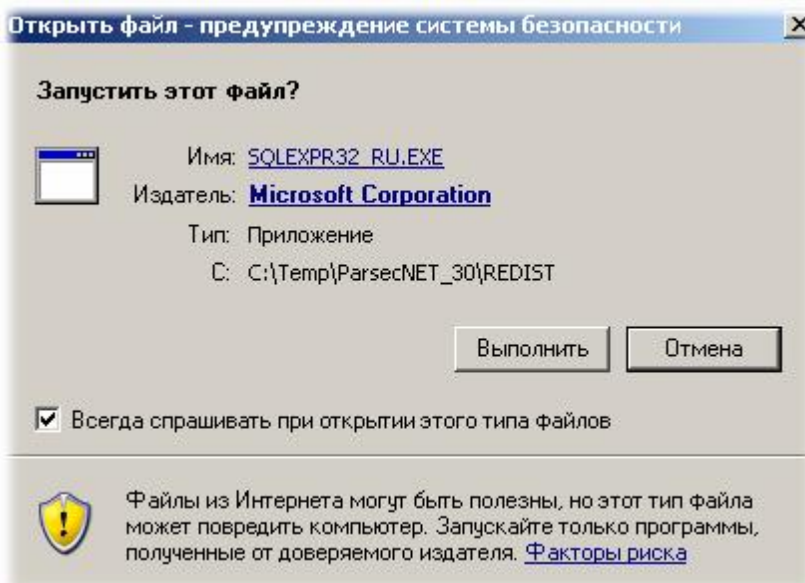 Открыть файл - предупреждение системы безопасности
Запустить этот файл?
Имя: SQLEXPR32_RU.EXE
Издатель: Microsoft Corporation
Тип: Приложение
С: C:\Temp\ParsecNET_30\REDIST
Выполнить Отмена
Всегда спрашивать при открытии этого типа файлов
Файлы из Интернета могут быть полезны, но этот тип файла
может повредить компьютер. Запускайте только программы,
полученные от доверяемого издателя. Факторы риска